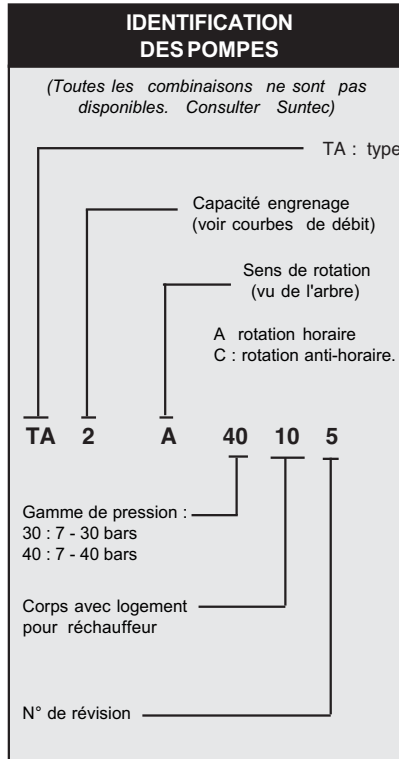 IDENTIFICATION
DES POMPES
(Toutes les combinaisons ne sont pas
disponibles. Consulter Suntec)
TA : type
Capacité engrenage
(voir courbes de débit)
Sens de rotation
(vu de l'arbre)
A rotation horaire
C : rotation anti-horaire.
TA 2 A 40 10 5
Gamme de pression :
30 : 7 - 30 bars
40 : 7 - 40 bars
Corps avec logement
pour réchauffeur
N° de révision